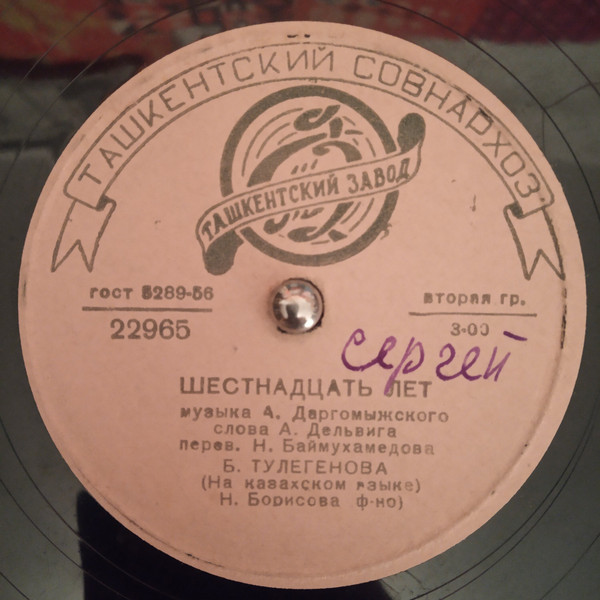 ТАШКЕНТСКИЙ СОВНАРХОЗ
ТАШКЕНТСКИЙ ЗАВОД
гост 5289-56
вторая гр.
22965
3-00
сергей
ШЕСТНАДЦАТЬ ЛЕТ
музыка А. Даргомыжского
слова А. Дельвига
перев. Н. Баймухамедова
Б. ТУЛЕГЕНОВА
(На казахском языке)
Н. Борисова ф-но)